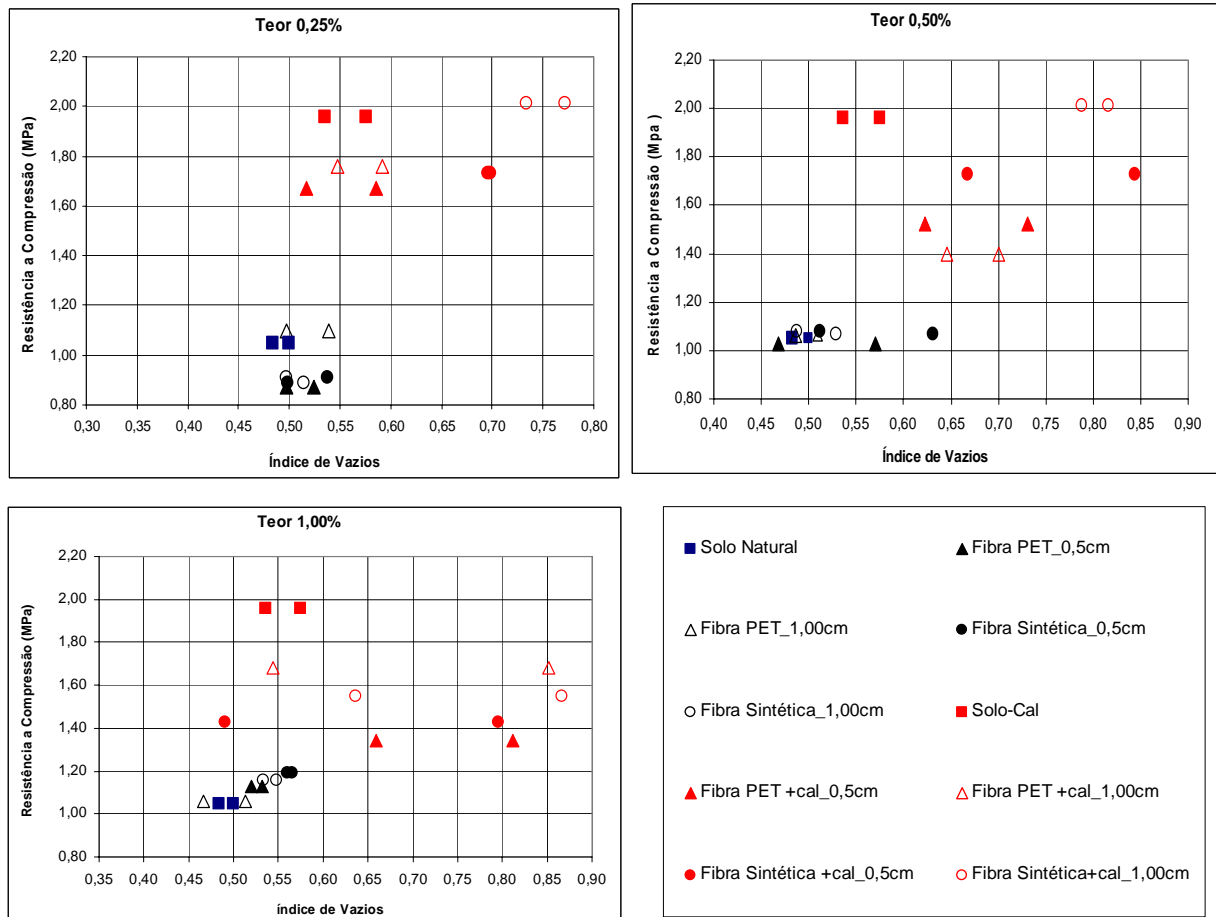 Teor 0,25%
Resistência a Compressão (MPa)
2,20
2,00
1,80
1,60
1,40
1,20
1,00
0,80
0,30 0,35 0,40 0,45 0,50 0,55 0,60 0,65 0,70 0,75 0,80
Índice de Vazios
Teor 0,50%
Resistência a Compressão (Mpa )
2,20
2,00
1,80
1,60
1,40
1,20
1,00
0,80
0,40 0,45 0,50 0,55 0,60 0,65 0,70 0,75 0,80 0,85 0,90
Índice de Vazios
Teor 1,00%
Resistência a Compressão (MPa)
2,20
2,00
1,80
1,60
1,40
1,20
1,00
0,80
0,35 0,40 0,45 0,50 0,55 0,60 0,65 0,70 0,75 0,80 0,85 0,90
índice de Vazios
Solo Natural
Fibra PET_0,5cm
Fibra PET_1,00cm
Fibra Sintética_0,5cm
Fibra Sintética_1,00cm
Solo-Cal
Fibra PET +cal_0,5cm
Fibra PET +cal_1,00cm
Fibra Sintética +cal_0,5cm
Fibra Sintética+cal_1,00cm